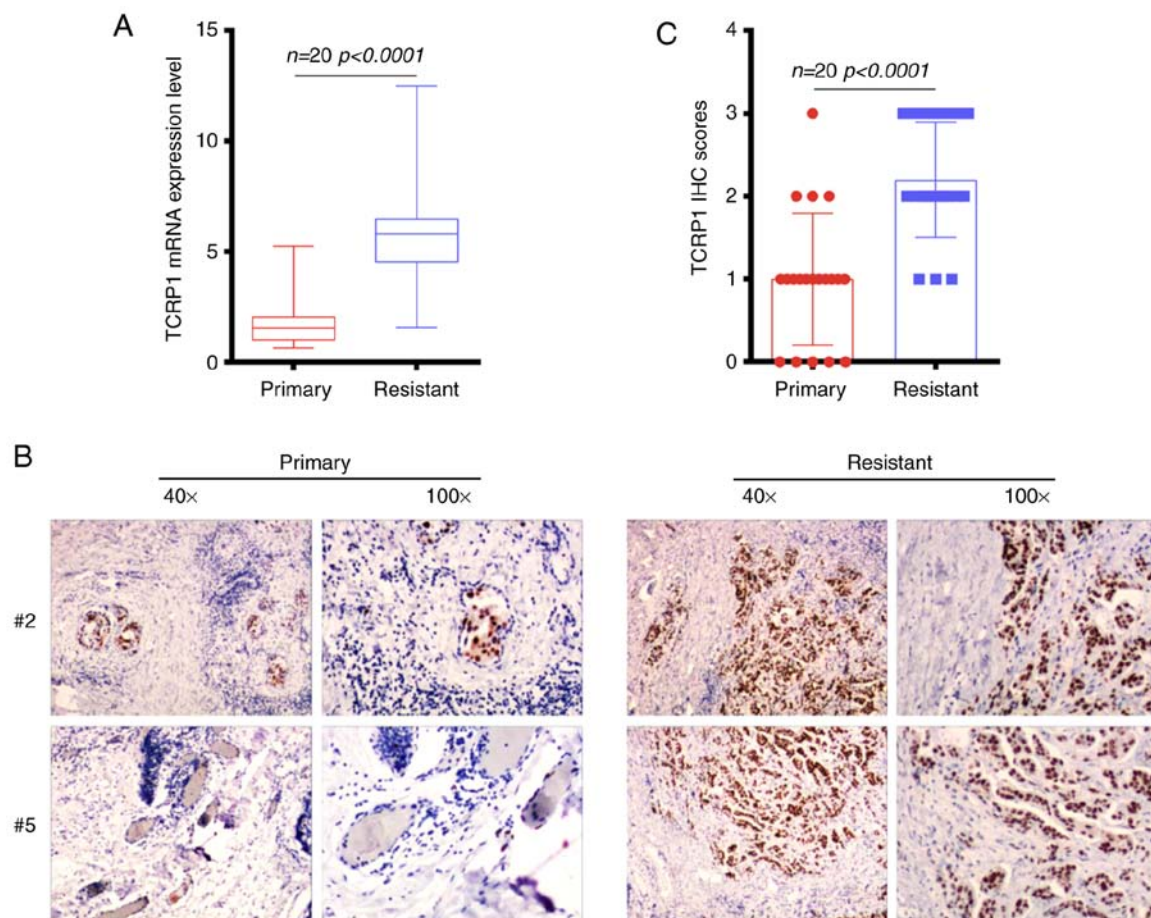 A
TCRP1 mRNA expression level
15
10
5
0
n=20 p<0.0001
Primary Resistant
C
TCRP1 IHC scores
4
3
2
1
0
n=20 p<0.0001
Primary Resistant
B
Primary
40× 100×
Resistant
40× 100×
#2
#5